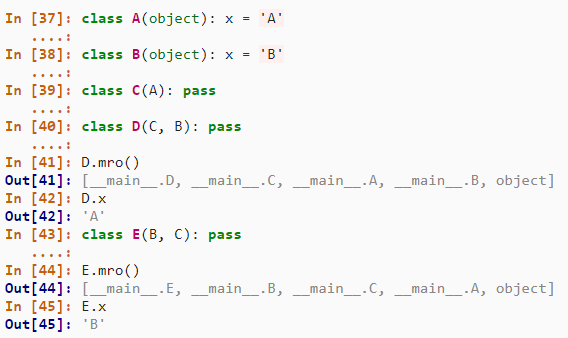 In [37]: class A(object): x = 'A'
....:
In [38]: class B(object): x = 'B'
....:
In [39]: class C(A): pass
....:
In [40]: class D(C, B): pass
....:
In [41]: D.mro()
Out[41]: [__main__.D, __main__.C, __main__.A, __main__.B, object]
In [42]: D.x
Out[42]: 'A'
In [43]: class E(B, C): pass
....:
In [44]: E.mro()
Out[44]: [__main__.E, __main__.B, __main__.C, __main__.A, object]
In [45]: E.x
Out[45]: 'B'